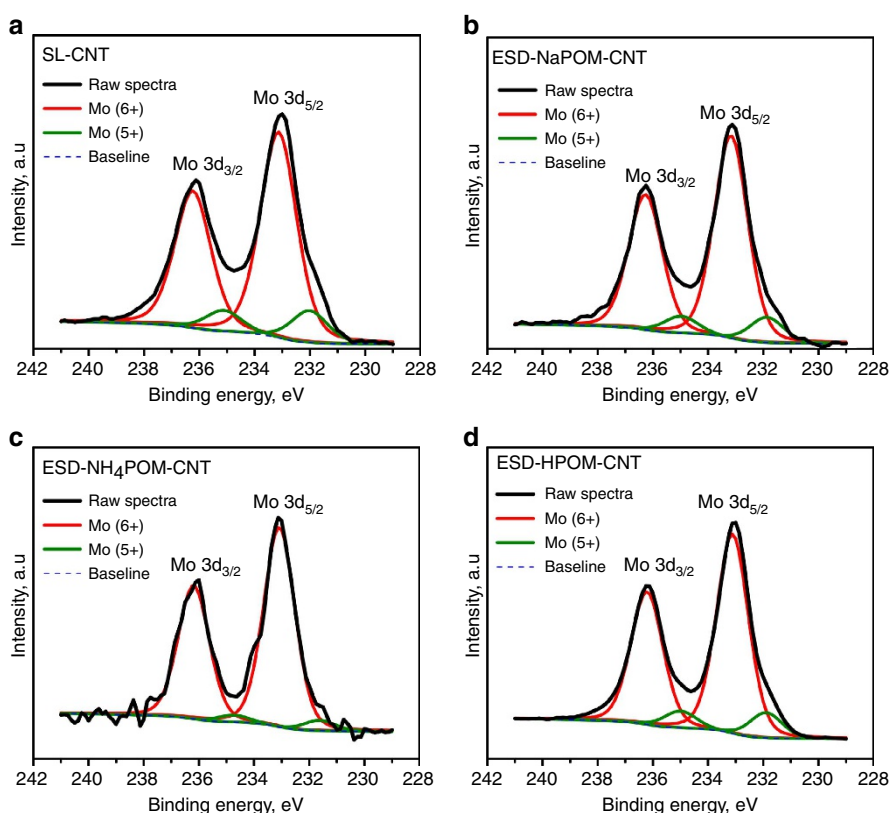 a
SL-CNT
Raw spectra
Mo (6+)
Mo (5+)
Baseline
Mo 3d3/2
Mo 3d5/2
Intensity, a.u
242 240 238 236 234 232 230 228
Binding energy, eV
b
ESD-NaPOM-CNT
Raw spectra
Mo (6+)
Mo (5+)
Baseline
Mo 3d3/2
Mo 3d5/2
Intensity, a.u
242 240 238 236 234 232 230 228
Binding energy, eV
c
ESD-NH4POM-CNT
Raw spectra
Mo (6+)
Mo (5+)
Baseline
Mo 3d3/2
Mo 3d5/2
Intensity, a.u
242 240 238 236 234 232 230 228
Binding energy, eV
d
ESD-HPOM-CNT
Raw spectra
Mo (6+)
Mo (5+)
Baseline
Mo 3d3/2
Mo 3d5/2
Intensity, a.u
242 240 238 236 234 232 230 228
Binding energy, eV